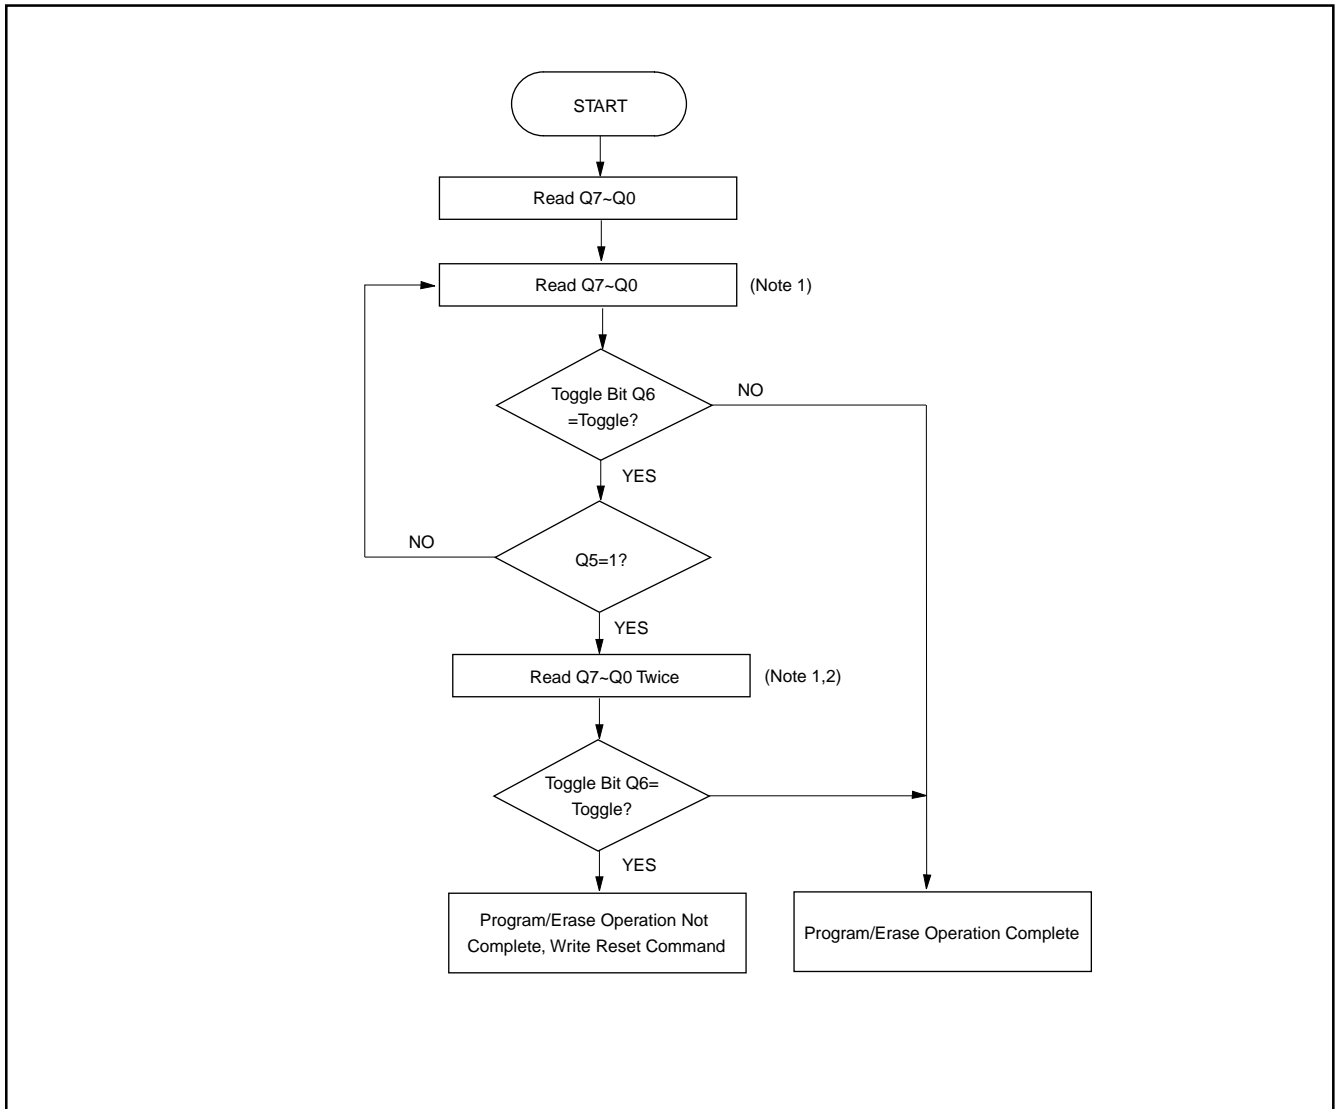 START
Read Q7~Q0
Read Q7~Q0
(Note 1)
Toggle Bit Q6
=Toggle?
NO
YES
NO
Q5=1?
YES
Read Q7~Q0 Twice
(Note 1,2)
Toggle Bit Q6=
Toggle?
YES
Program/Erase Operation Not
Complete, Write Reset Command
Program/Erase Operation Complete